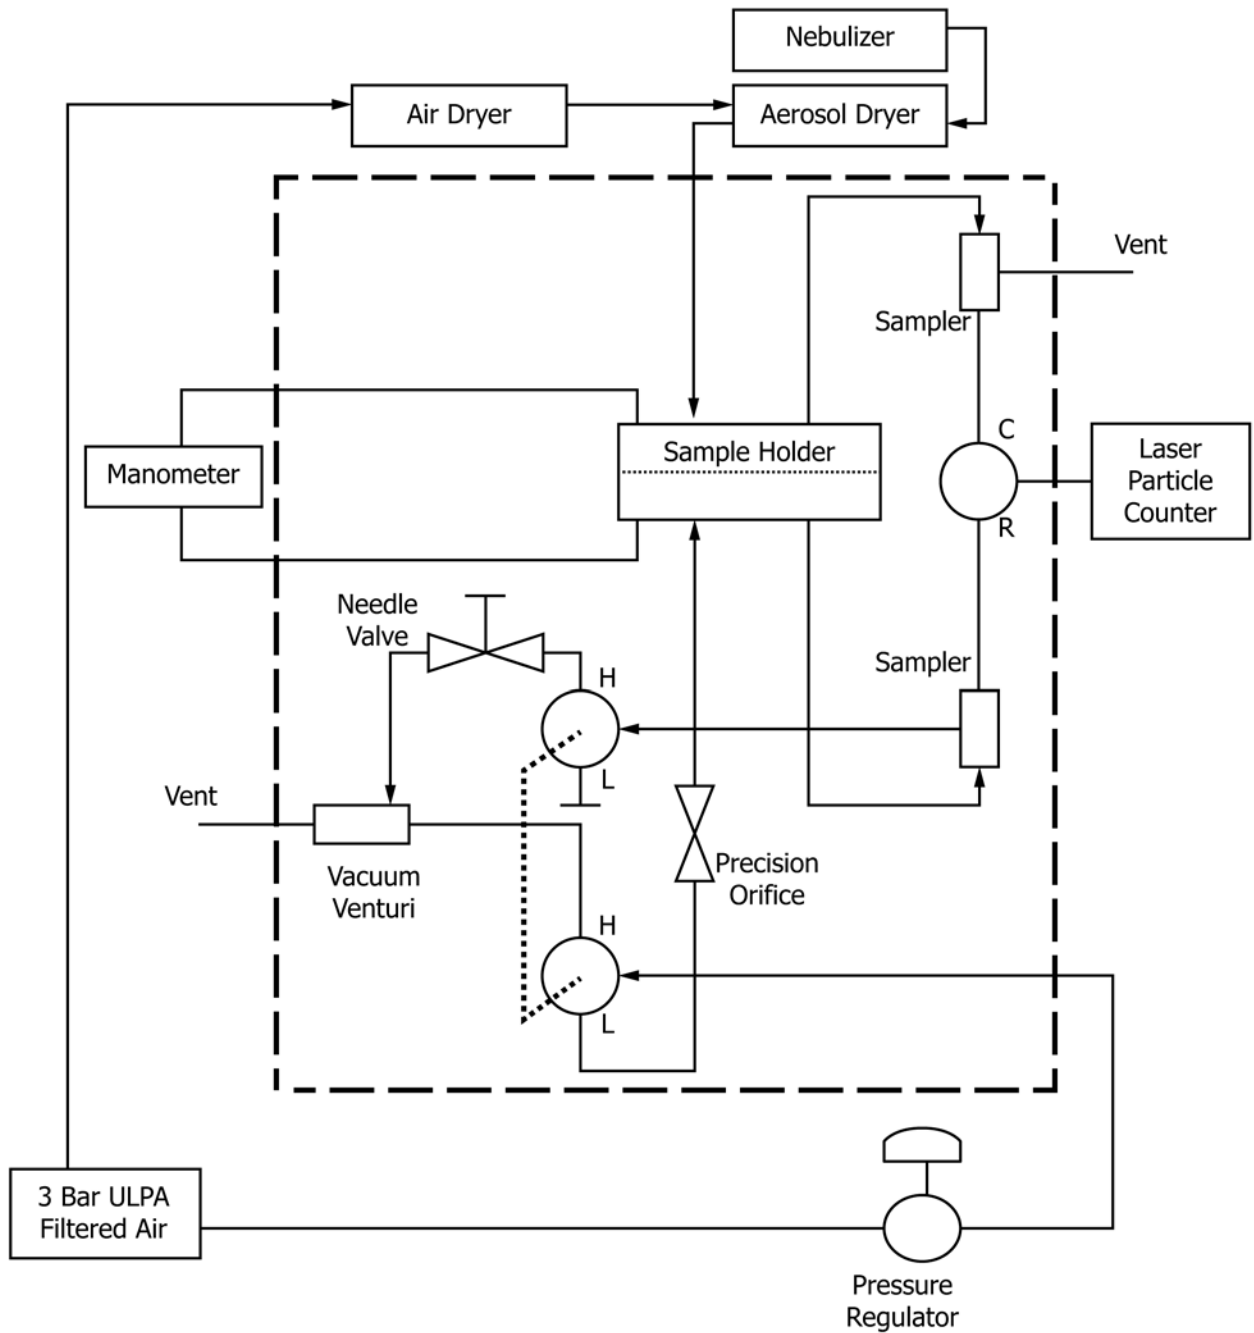 Nebulizer
Air Dryer
Aerosol Dryer
Vent
Sampler
Sample Holder
C
R
Laser
Particle
Counter
Manometer
Needle
Valve
H
L
Sampler
Vent
Vacuum
Venturi
Precision
Orifice
H
L
3 Bar ULPA
Filtered Air
Pressure
Regulator